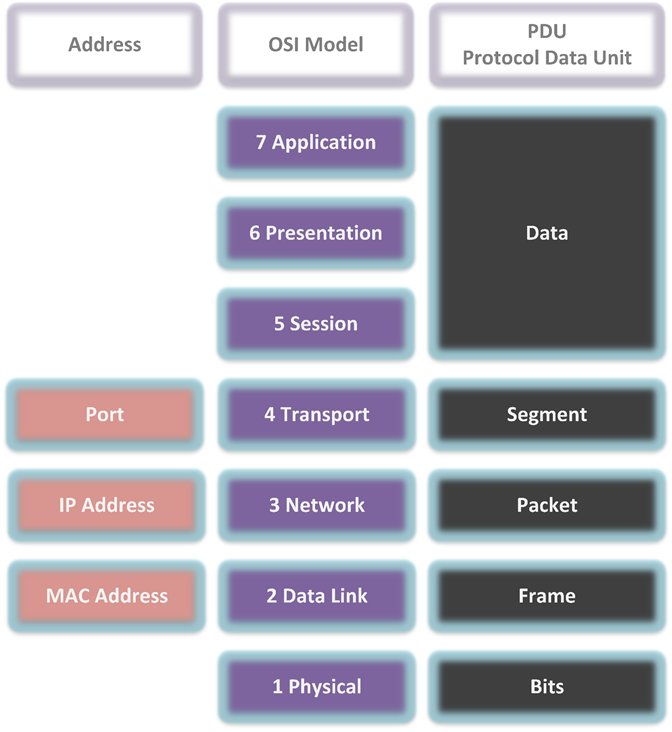 Address
OSI Model
PDU
Protocol Data Unit
7 Application
6 Presentation
Data
5 Session
Port
4 Transport
Segment
IP Address
3 Network
Packet
MAC Address
2 Data Link
Frame
1 Physical
Bits